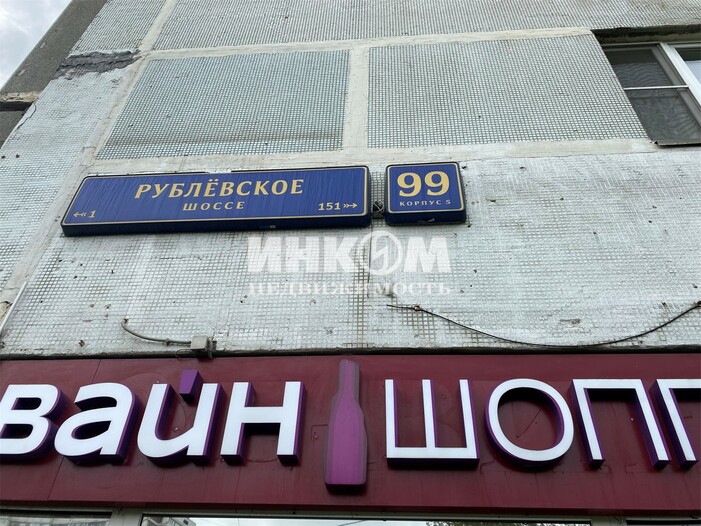 РУБЛЁВСКОЕ
ШОССЕ
1
151
99
КОРПУС 5
ИНКОМ
НЕДВИЖИМОСТЬ
вайн шопп